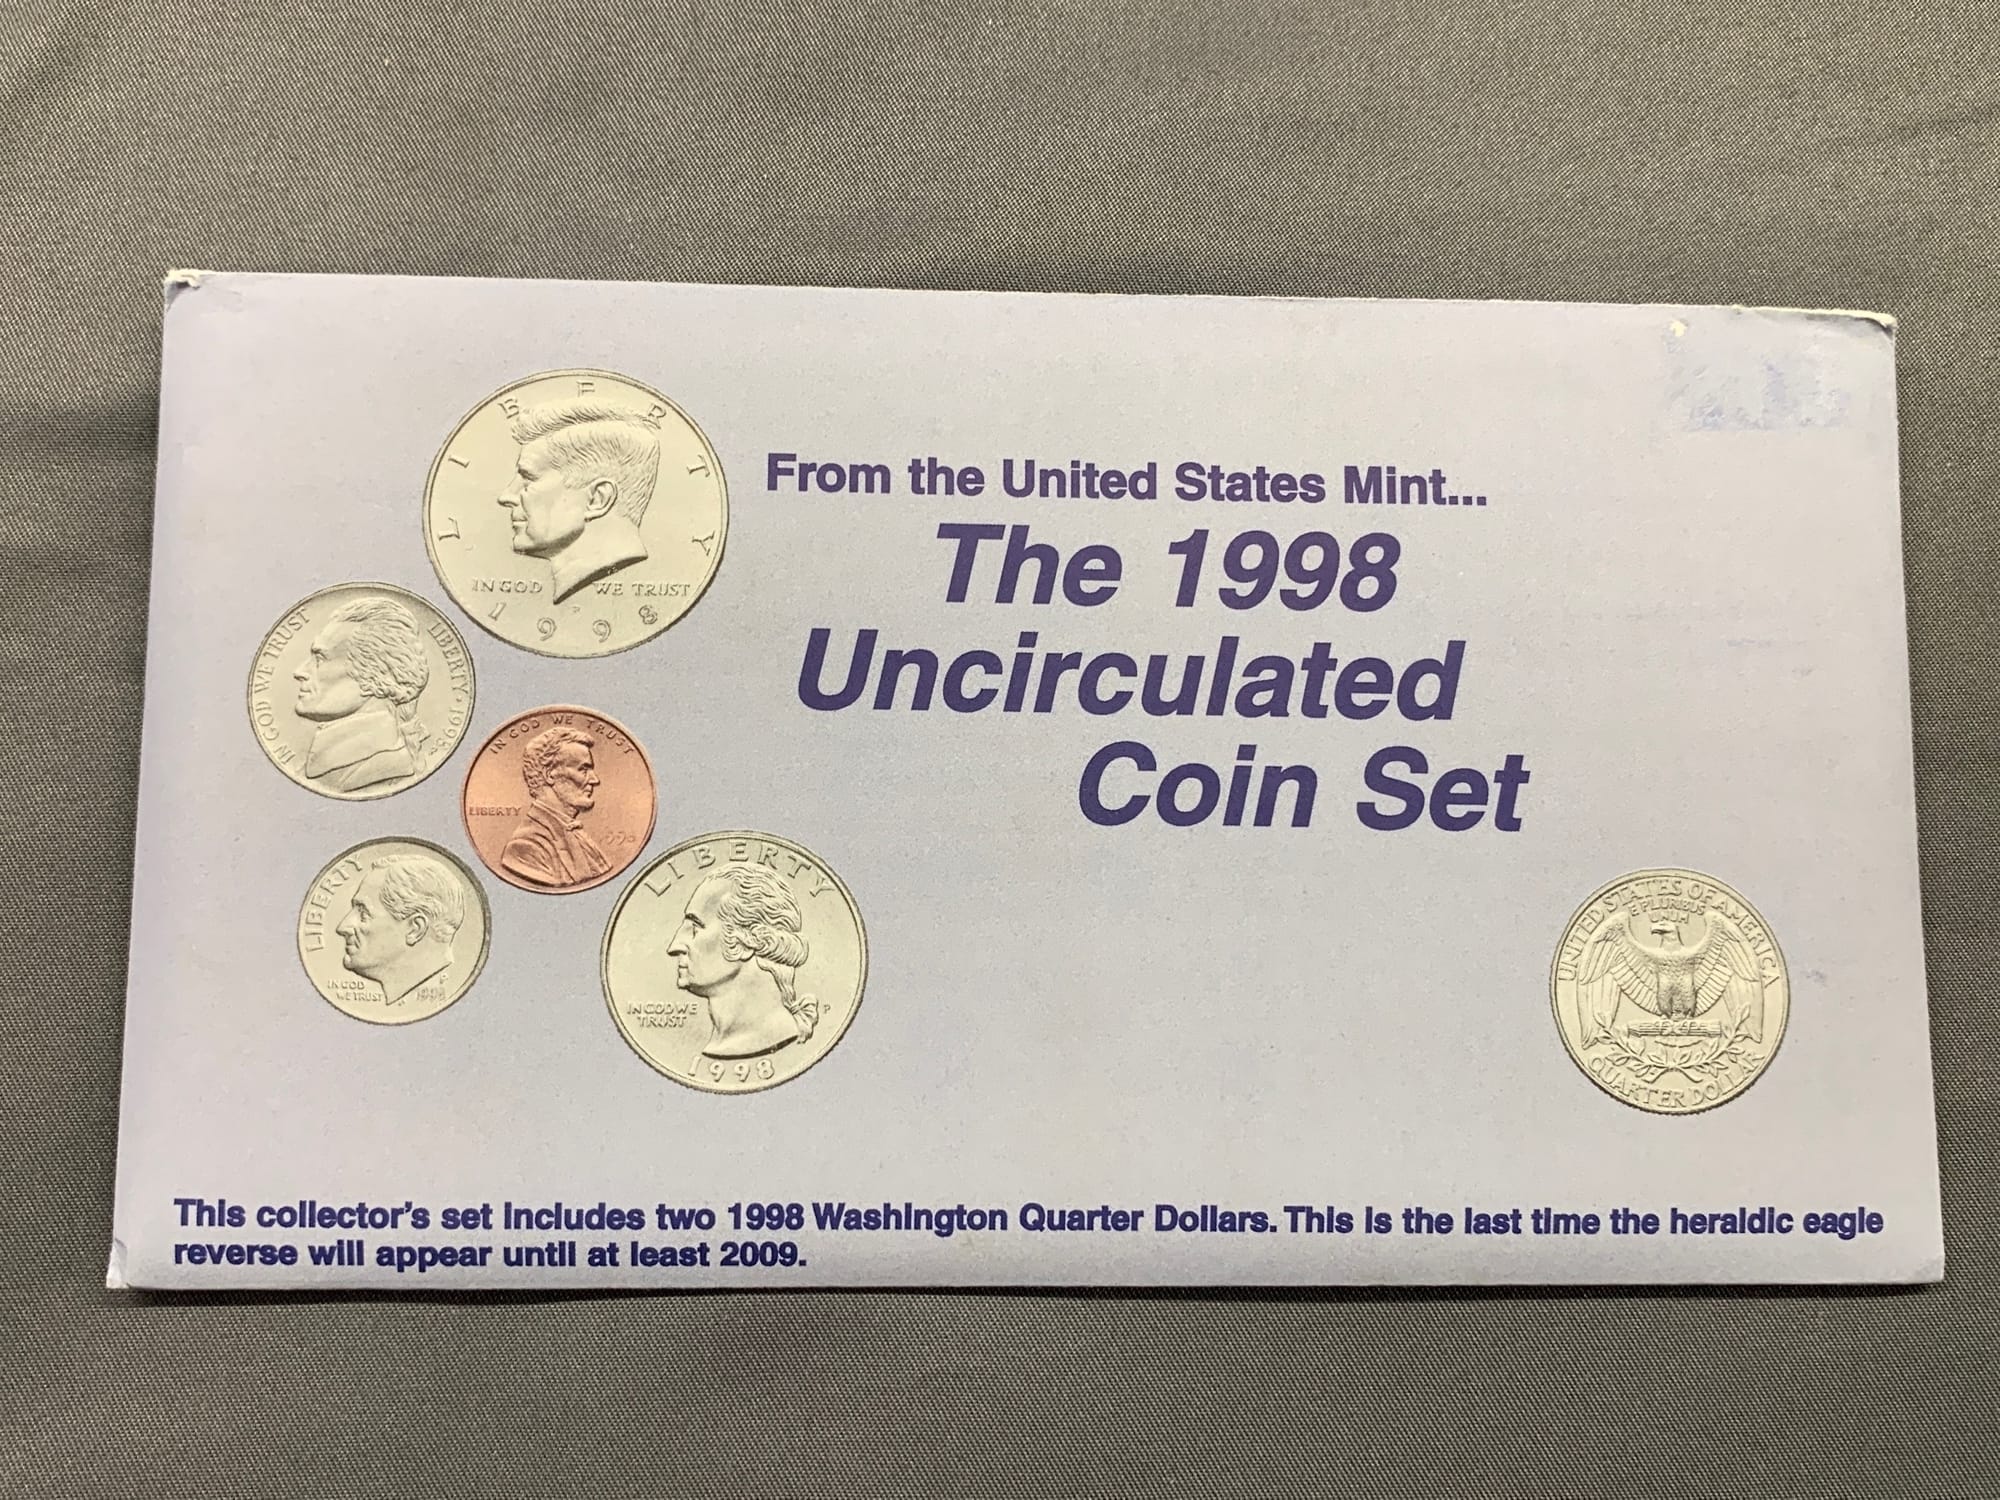 From the United States Mint...
The 1998
Uncirculated
Coin Set
LIBERTY
IN GOD WE TRUST
1998
IN GOD WE TRUST
LIBERTY
IN GOD WE TRUST
LIBERTY
LIBERTY
IN GOD
WE TRUST
1998
LIBERTY
IN GOD WE
TRUST
P
1998
UNITED STATES OF AMERICA
E PLURIBUS
UNUM
QUARTER DOLLAR
This collector's set includes two 1998 Washington Quarter Dollars. This is the last time the heraldic eagle
reverse will appear until at least 2009.